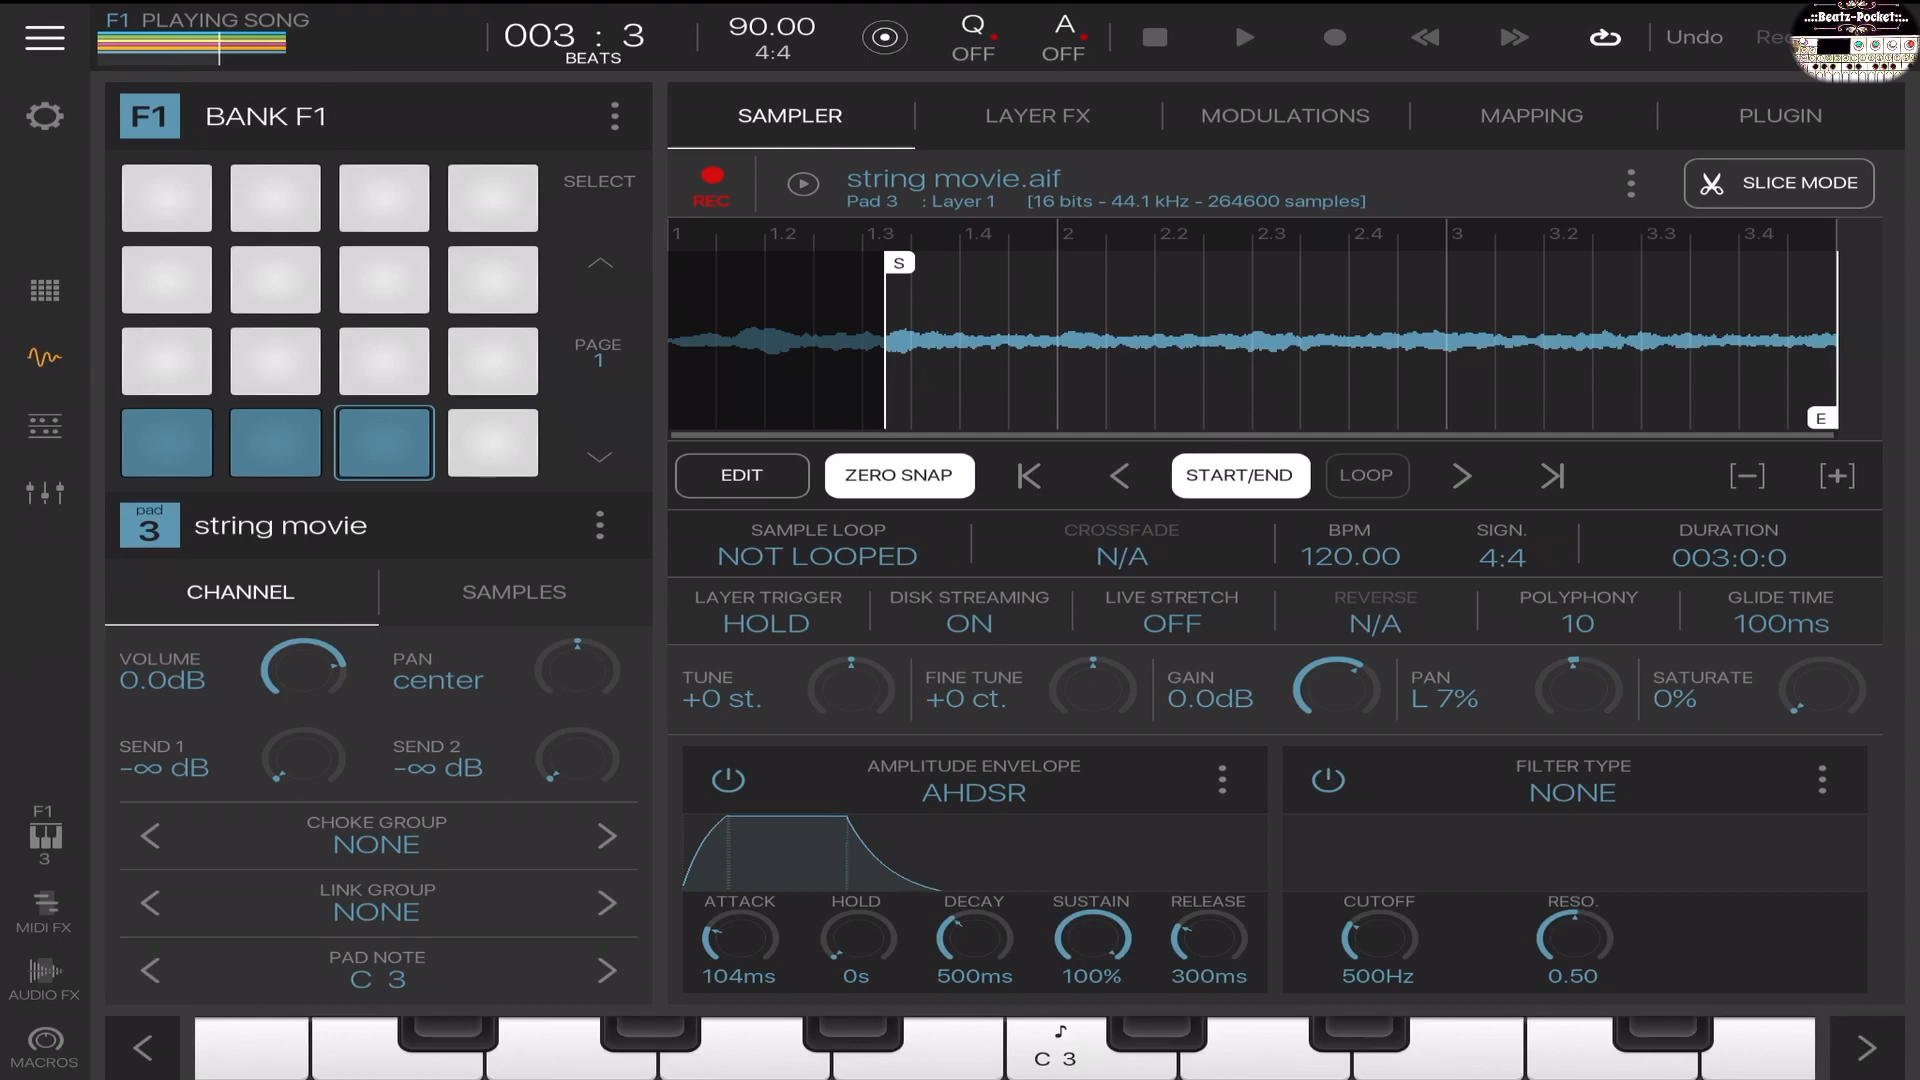 F1 PLAYING SONG
003 : 3
BEATS
90.00
4:4
Q
OFF
A
OFF
Undo
..::Beatz-Pocket::..
F1
BANK F1
SELECT
PAGE
1
pad
3
string movie
CHANNEL
SAMPLES
VOLUME
0.0dB
PAN
center
SEND 1
-∞ dB
SEND 2
-∞ dB
CHOKE GROUP
NONE
LINK GROUP
NONE
PAD NOTE
C 3
F1
3
MIDI FX
AUDIO FX
MACROS
SAMPLER
LAYER FX
MODULATIONS
MAPPING
PLUGIN
REC
string movie.aif
Pad 3 : Layer 1 [16 bits - 44.1 kHz - 264600 samples]
SLICE MODE
1 1.2 1.3 1.4 2 2.2 2.3 2.4 3 3.2 3.3 3.4
S
E
EDIT
ZERO SNAP
START/END
LOOP
[-]
[+]
SAMPLE LOOP
NOT LOOPED
CROSSFADE
N/A
BPM
120.00
SIGN.
4:4
DURATION
003:0:0
LAYER TRIGGER
HOLD
DISK STREAMING
ON
LIVE STRETCH
OFF
REVERSE
N/A
POLYPHONY
10
GLIDE TIME
100ms
TUNE
+0 st.
FINE TUNE
+0 ct.
GAIN
0.0dB
PAN
L 7%
SATURATE
0%
AMPLITUDE ENVELOPE
AHDSR
ATTACK
104ms
HOLD
0s
DECAY
500ms
SUSTAIN
100%
RELEASE
300ms
FILTER TYPE
NONE
CUTOFF
500Hz
RESO.
0.50
C 3